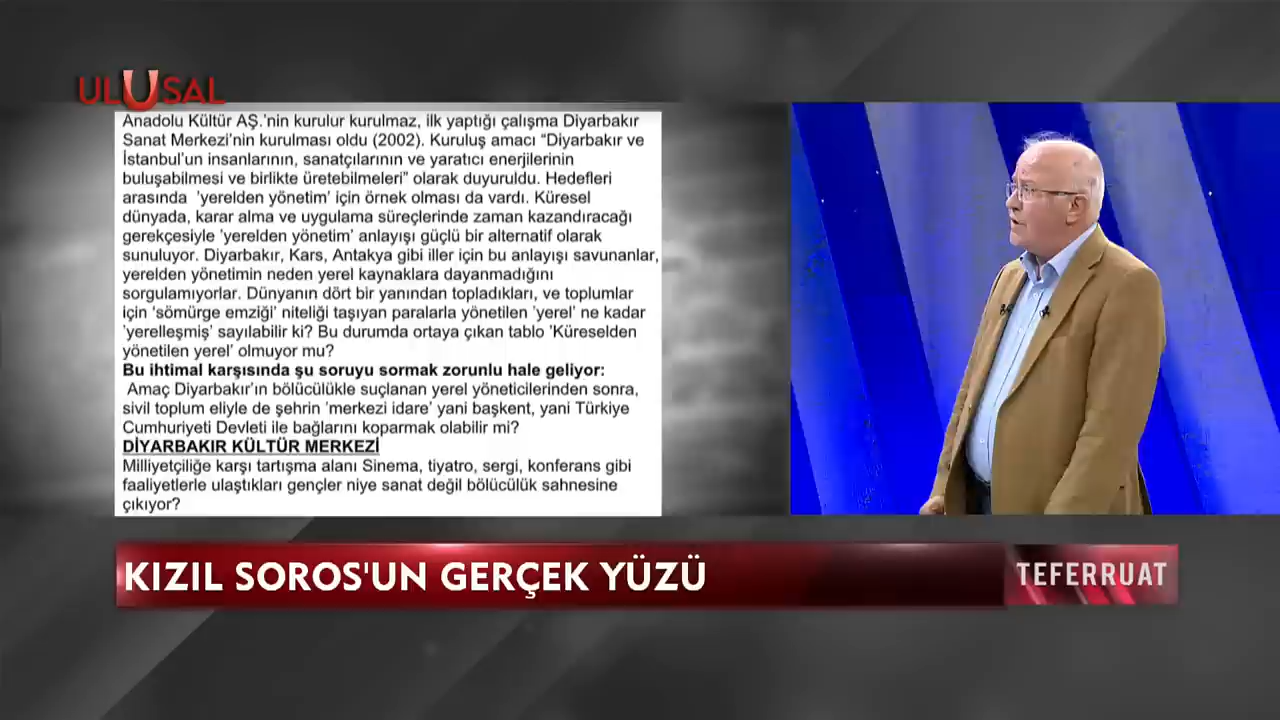 ULUSAL
Anadolu Kültür AŞ.’nin kurulur kurulmaz, ilk yaptığı çalışma Diyarbakır
Sanat Merkezi’nin kurulması oldu (2002). Kuruluş amacı “Diyarbakır ve
İstanbul’un insanlarının, sanatçılarının ve yaratıcı enerjilerinin
buluşabilmesi ve birlikte üretebilmeleri” olarak duyuruldu. Hedefleri
arasında ’yerelden yönetim’ için örnek olması da vardı. Küresel
dünyada, karar alma ve uygulama süreçlerinde zaman kazandıracağı
gerekçesiyle ’yerelden yönetim’ anlayışı güçlü bir alternatif olarak
sunuluyor. Diyarbakır, Kars, Antakya gibi iller için bu anlayışı savunanlar,
yerelden yönetimin neden yerel kaynaklara dayanmadığını
sorgulamıyorlar. Dünyanın dört bir yanından topladıkları, ve toplumlar
için ‘sömürge emziği’ niteliği taşıyan paralarla yönetilen ’yerel’ ne kadar
’yerelleşmiş’ sayılabilir ki? Bu durumda ortaya çıkan tablo ’Küreselden
yönetilen yerel’ olmuyor mu?
Bu ihtimal karşısında şu soruyu sormak zorunlu hale geliyor:
Amaç Diyarbakır’ın bölücülükle suçlanan yerel yöneticilerinden sonra,
sivil toplum eliyle de şehrin ’merkezi idare’ yani başkent, yani Türkiye
Cumhuriyeti Devleti ile bağlarını koparmak olabilir mi?
DİYARBAKIR KÜLTÜR MERKEZİ
Milliyetçiliğe karşı tartışma alanı Sinema, tiyatro, sergi, konferans gibi
faaliyetlerle ulaştıkları gençler niye sanat değil bölücülük sahnesine
çıkıyor?
KIZIL SOROS'UN GERÇEK YÜZÜ
TEFERRUAT